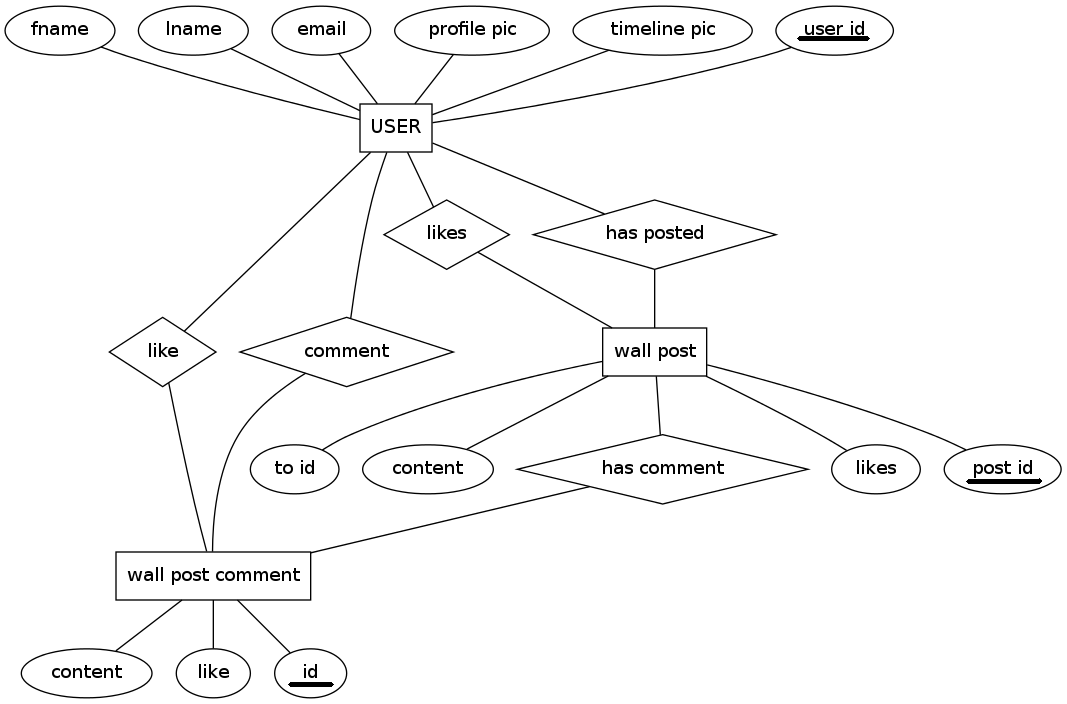 fname
lname
email
profile pic
timeline pic
user id
USER
likes
has posted
like
comment
wall post
to id
content
has comment
likes
post id
wall post comment
content
like
id